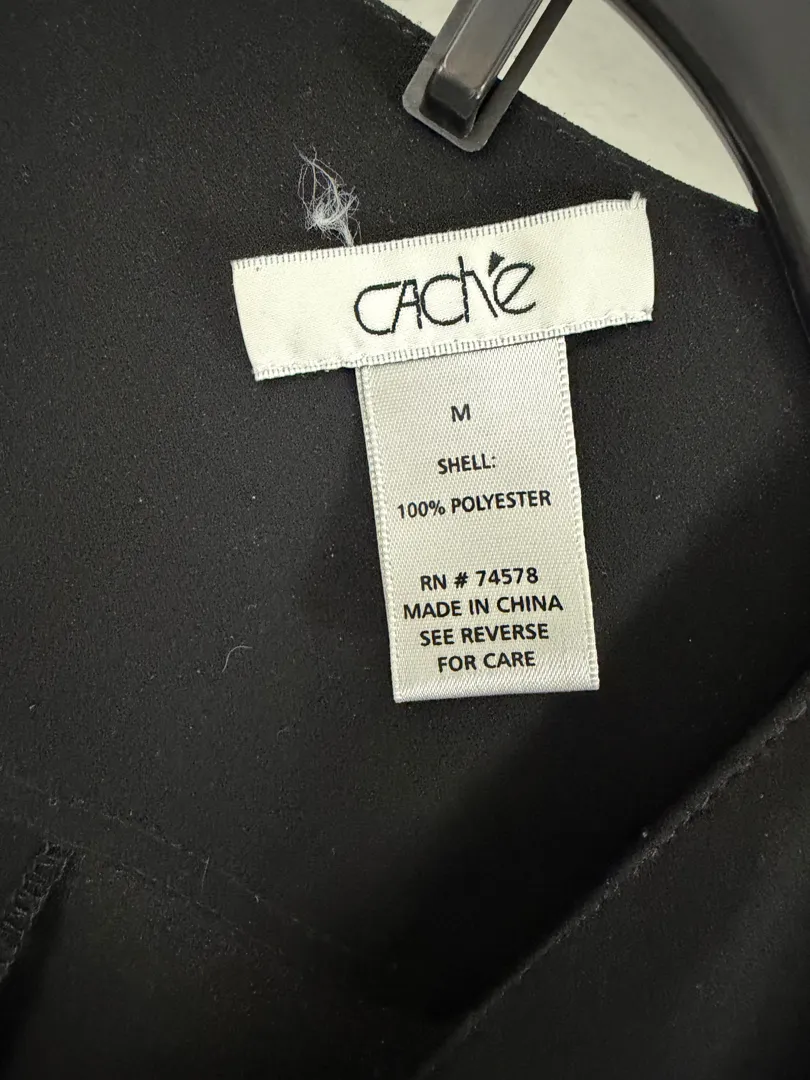 CACHé
M
SHELL:
100% POLYESTER
RN # 74578
MADE IN CHINA
SEE REVERSE
FOR CARE